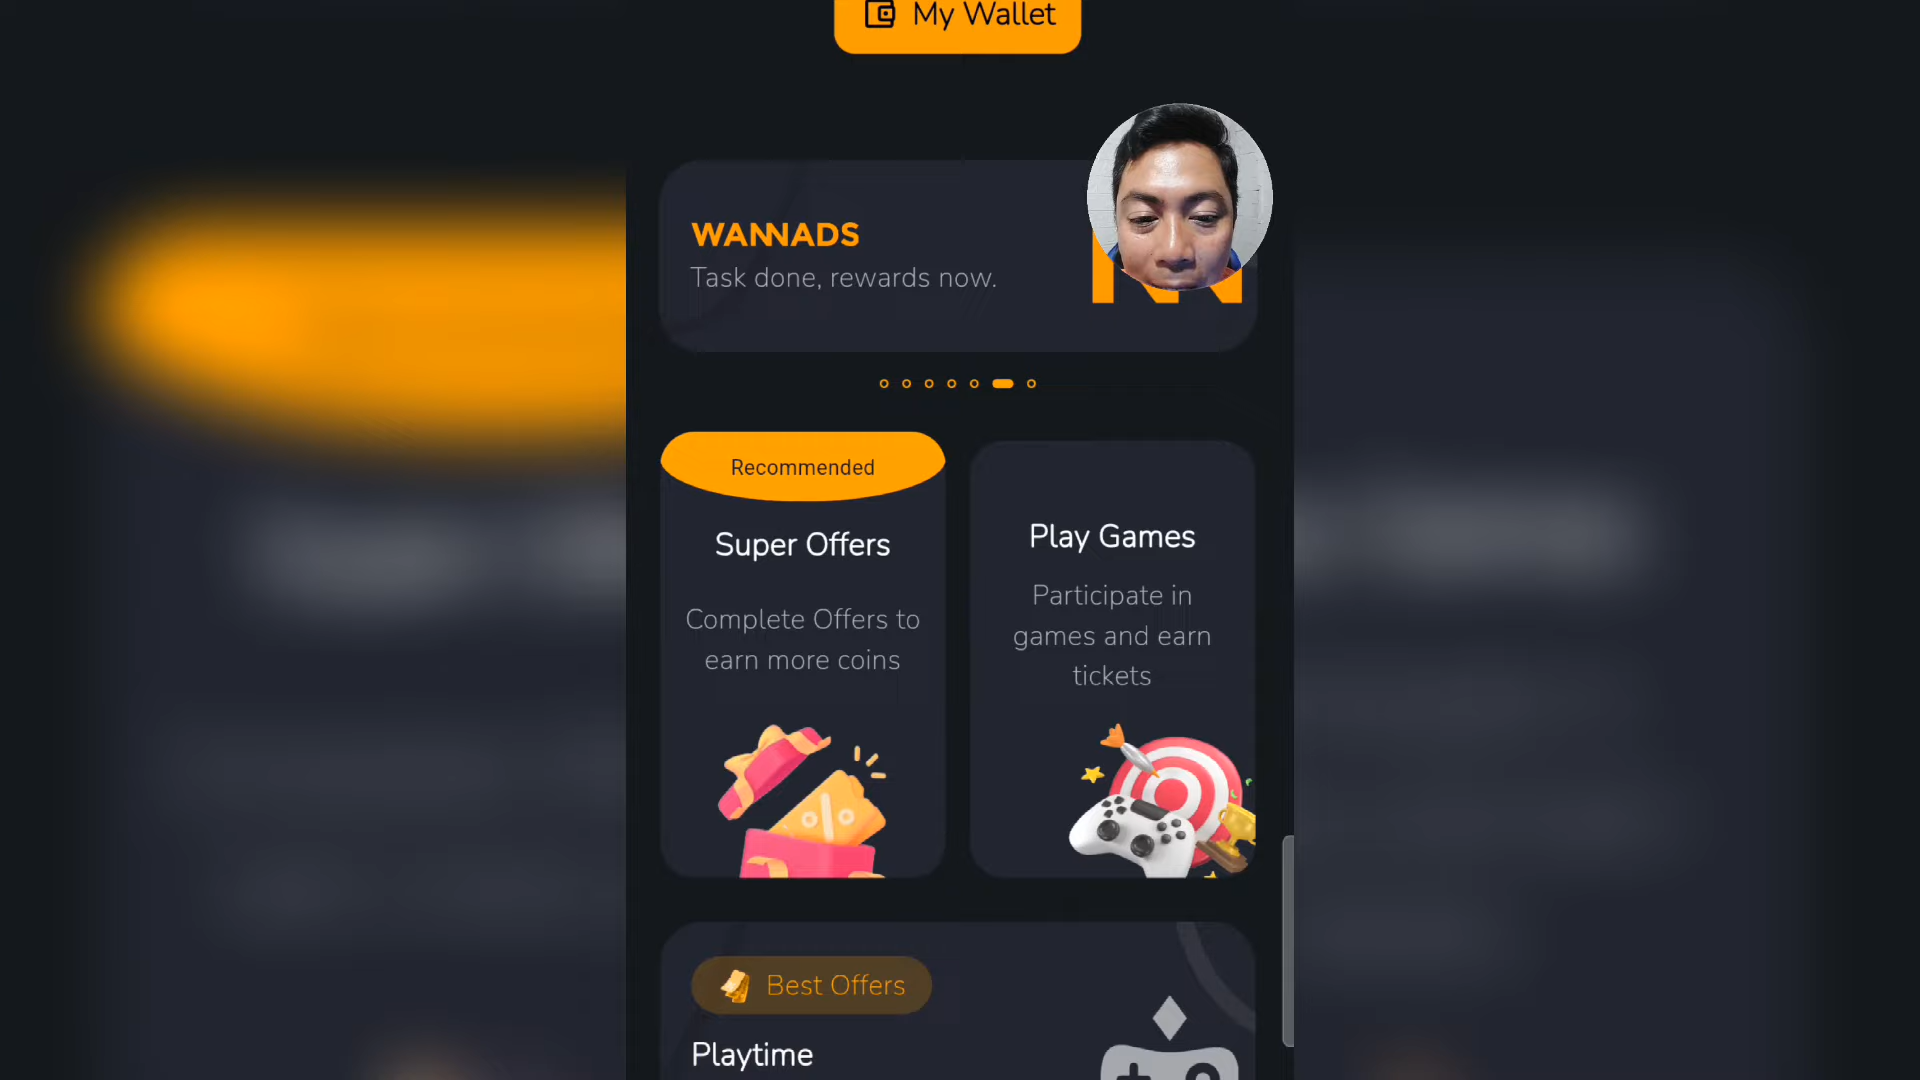 My Wallet
WANNADS
Task done, rewards now.
Recommended
Super Offers
Complete Offers to
earn more coins
Play Games
Participate in
games and earn
tickets
Best Offers
Playtime